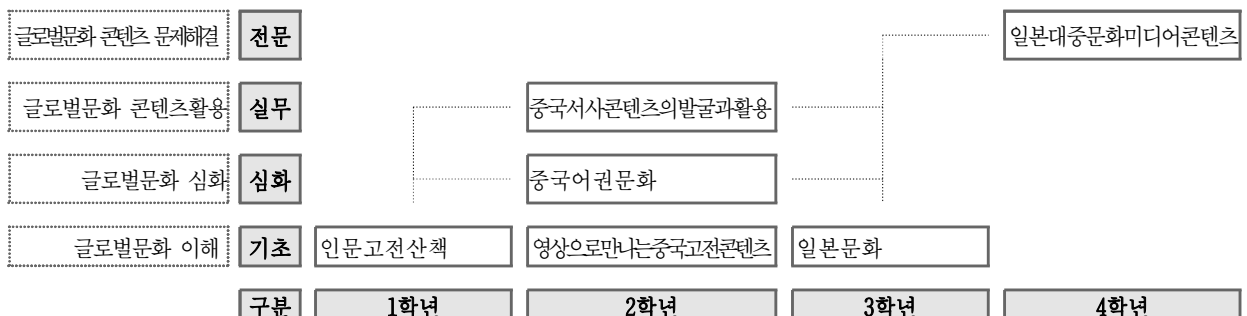 글로벌문화 콘텐츠 문제해결 전문 일본대중문화미디어콘텐츠
글로벌문화 콘텐츠활용 실무 중국서사콘텐츠의발굴과활용
글로벌문화 심화 심화 중국어권문화
글로벌문화 이해 기초 인문고전산책 영상으로만나는중국고전콘텐츠 일본문화
구분 1학년 2학년 3학년 4학년